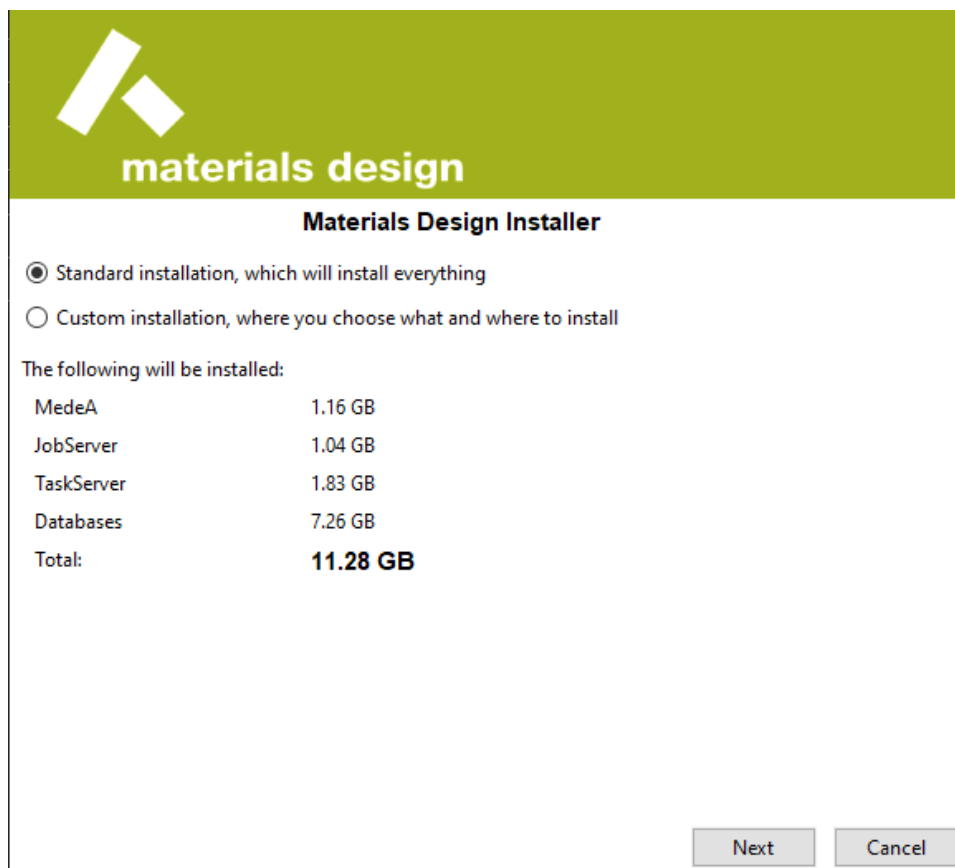 materials design
Materials Design Installer
Standard installation, which will install everything
Custom installation, where you choose what and where to install
The following will be installed:
MedeA 1.16 GB
JobServer 1.04 GB
TaskServer 1.83 GB
Databases 7.26 GB
Total: 11.28 GB
Next Cancel